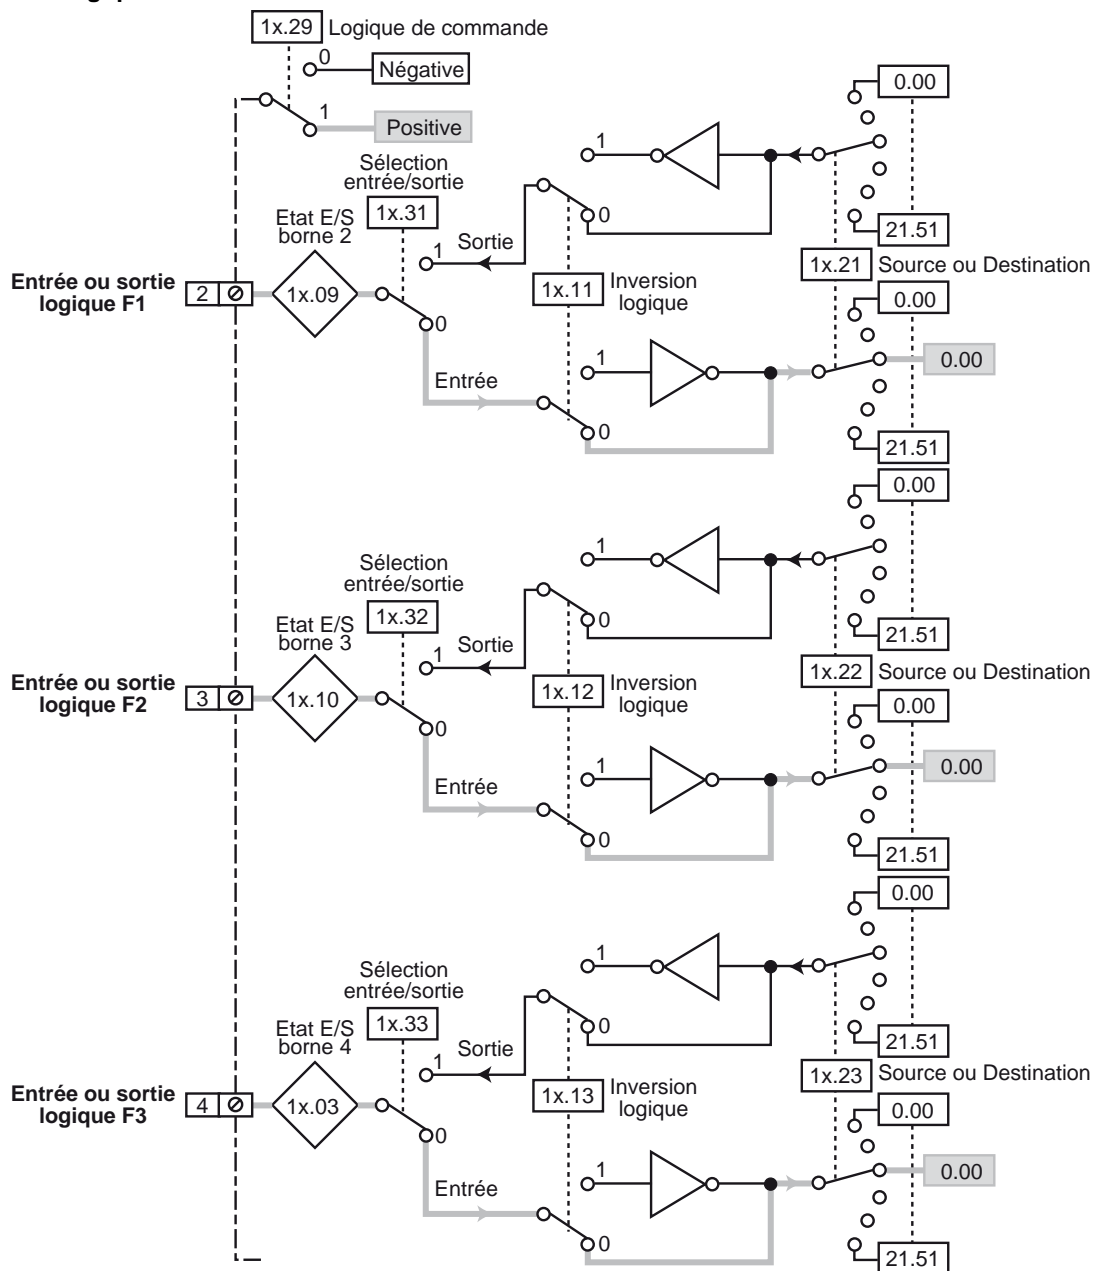 1x.29 Logique de commande
0
Négative
1
Positive
0.00
Sélection
entrée/sortie
1x.31
Etat E/S
borne 2
1
Sortie
1
0
21.51
1x.21 Source ou Destination
Entrée ou sortie
logique F1
2
1x.09
0
1x.11
Inversion
logique
0.00
1
0.00
Entrée
0
21.51
0.00
Sélection
entrée/sortie
1x.32
Etat E/S
borne 3
1
Sortie
1
0
21.51
1x.22 Source ou Destination
Entrée ou sortie
logique F2
3
1x.10
0
1x.12
Inversion
logique
0.00
1
0.00
Entrée
0
21.51
0.00
Sélection
entrée/sortie
1x.33
Etat E/S
borne 4
1
Sortie
1
0
21.51
1x.23 Source ou Destination
Entrée ou sortie
logique F3
4
1x.03
0
1x.13
Inversion
logique
0.00
1
0.00
Entrée
0
21.51